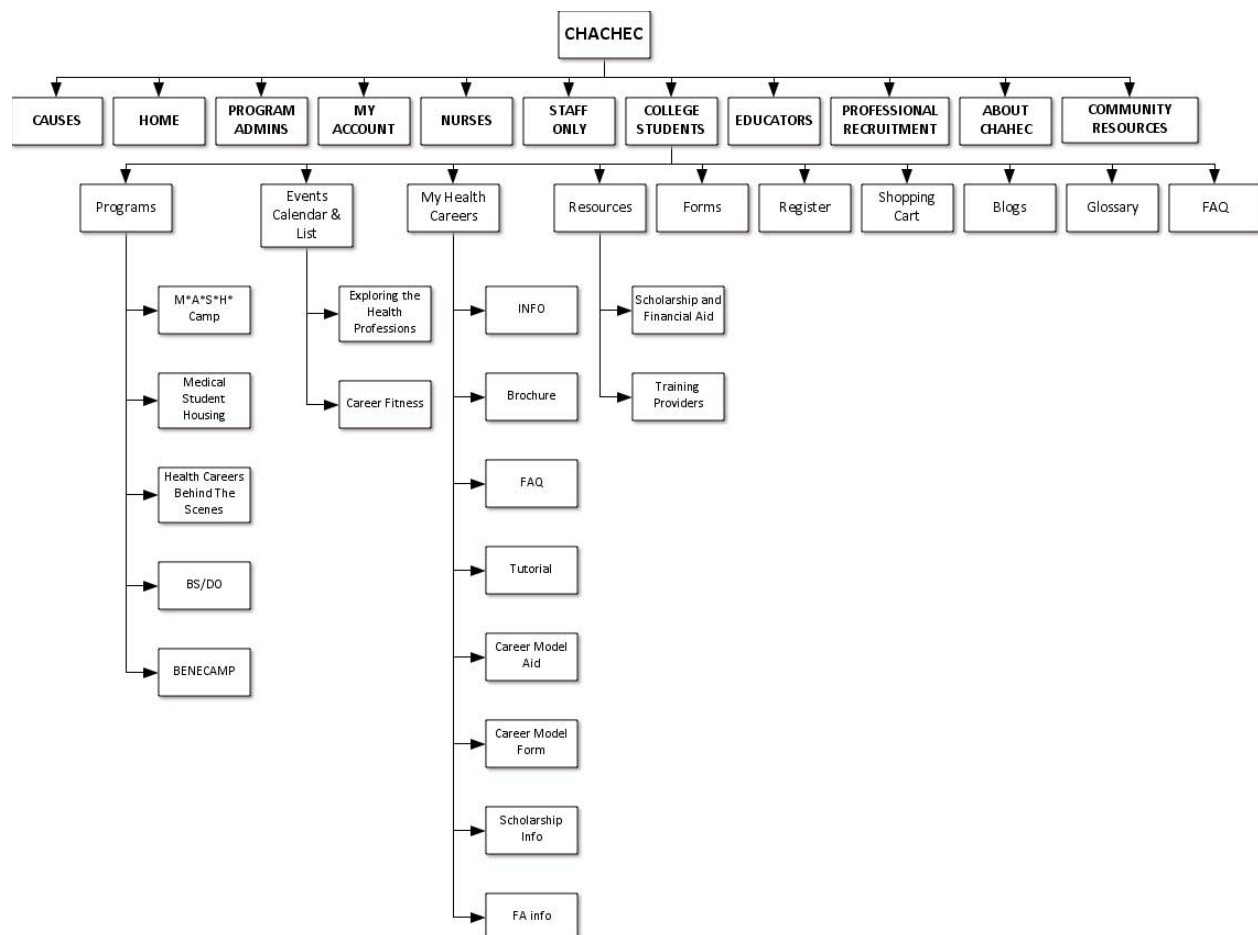 CHACHEC
CAUSES
HOME
PROGRAM
ADMINS
MY
ACCOUNT
NURSES
STAFF
ONLY
COLLEGE
STUDENTS
EDUCATORS
PROFESSIONAL
RECRUITMENT
ABOUT
CHAHEC
COMMUNITY
RESOURCES
Programs
Events
Calendar &
List
My Health
Careers
Resources
Forms
Register
Shopping
Cart
Blogs
Glossary
FAQ
M*A*S*H*
Camp
Medical
Student
Housing
Health Careers
Behind The
Scenes
BS/DO
BENECAMP
Exploring the
Health
Professions
Career Fitness
INFO
Brochure
FAQ
Tutorial
Career Model
Aid
Career Model
Form
Scholarship
Info
FA info
Scholarship and
Financial Aid
Training
Providers